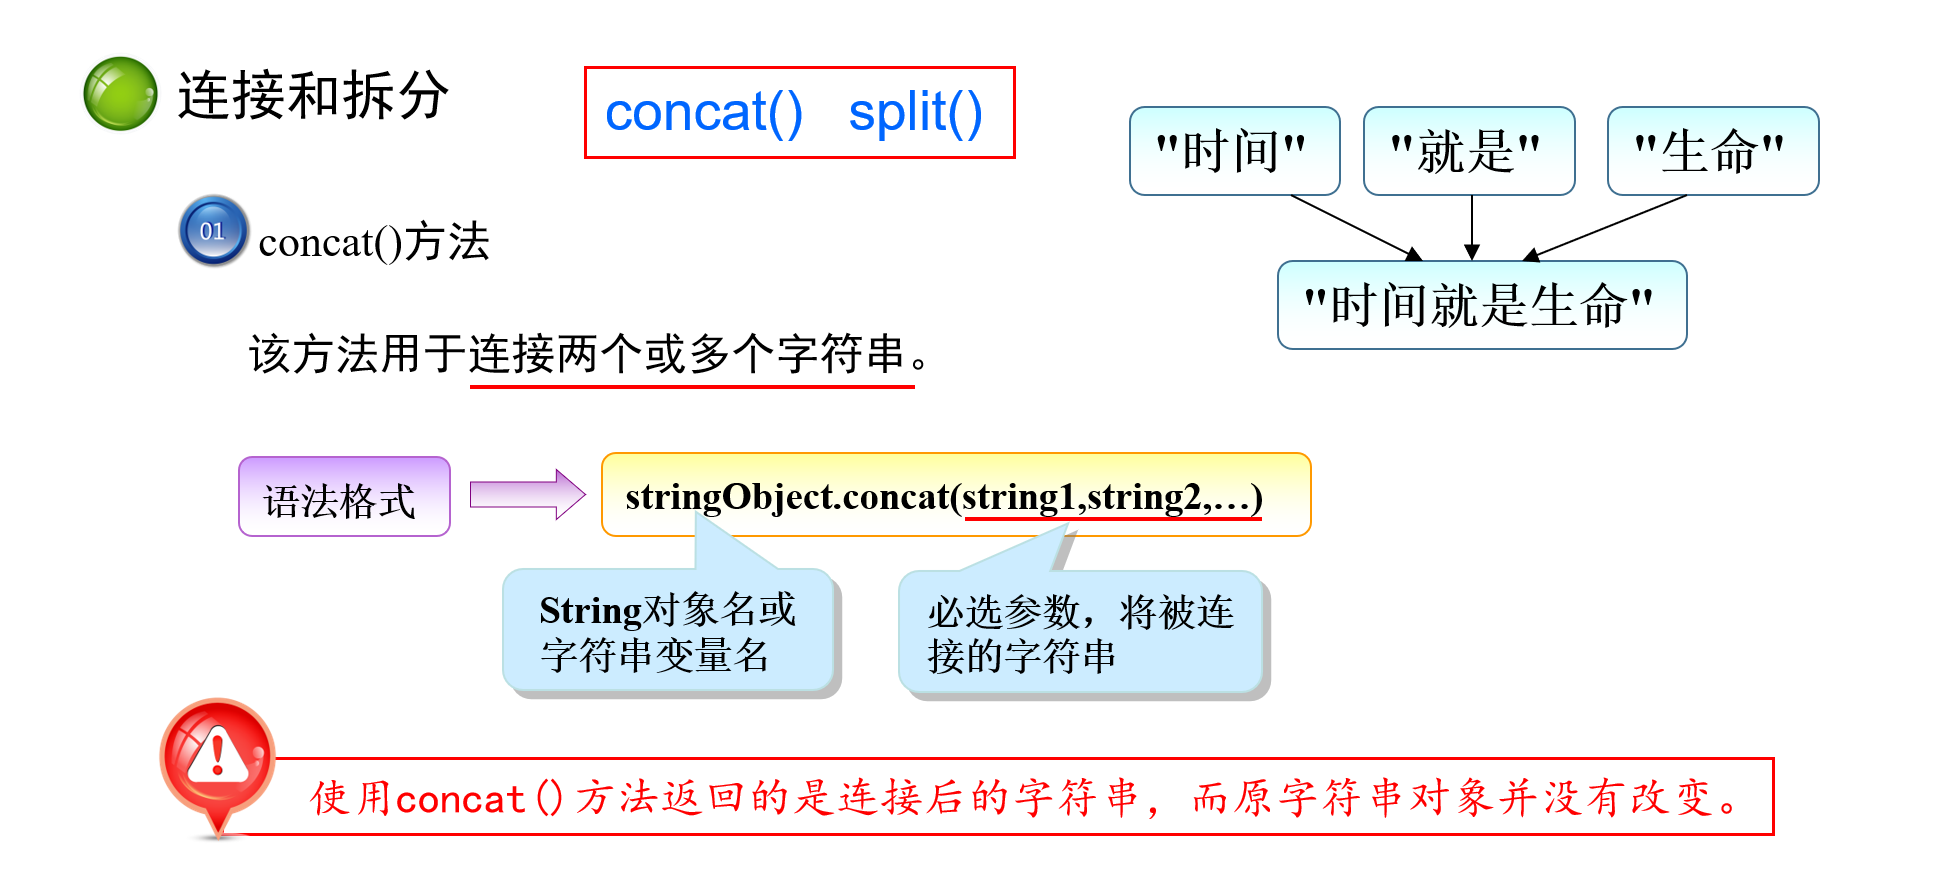 连接和拆分
concat() split()
"时间" "就是" "生命"
"时间就是生命"
01 concat()方法
该方法用于连接两个或多个字符串。
语法格式
stringObject.concat(string1,string2,…)
String对象名或
字符串变量名
必选参数，将被连
接的字符串
使用concat()方法返回的是连接后的字符串，而原字符串对象并没有改变。